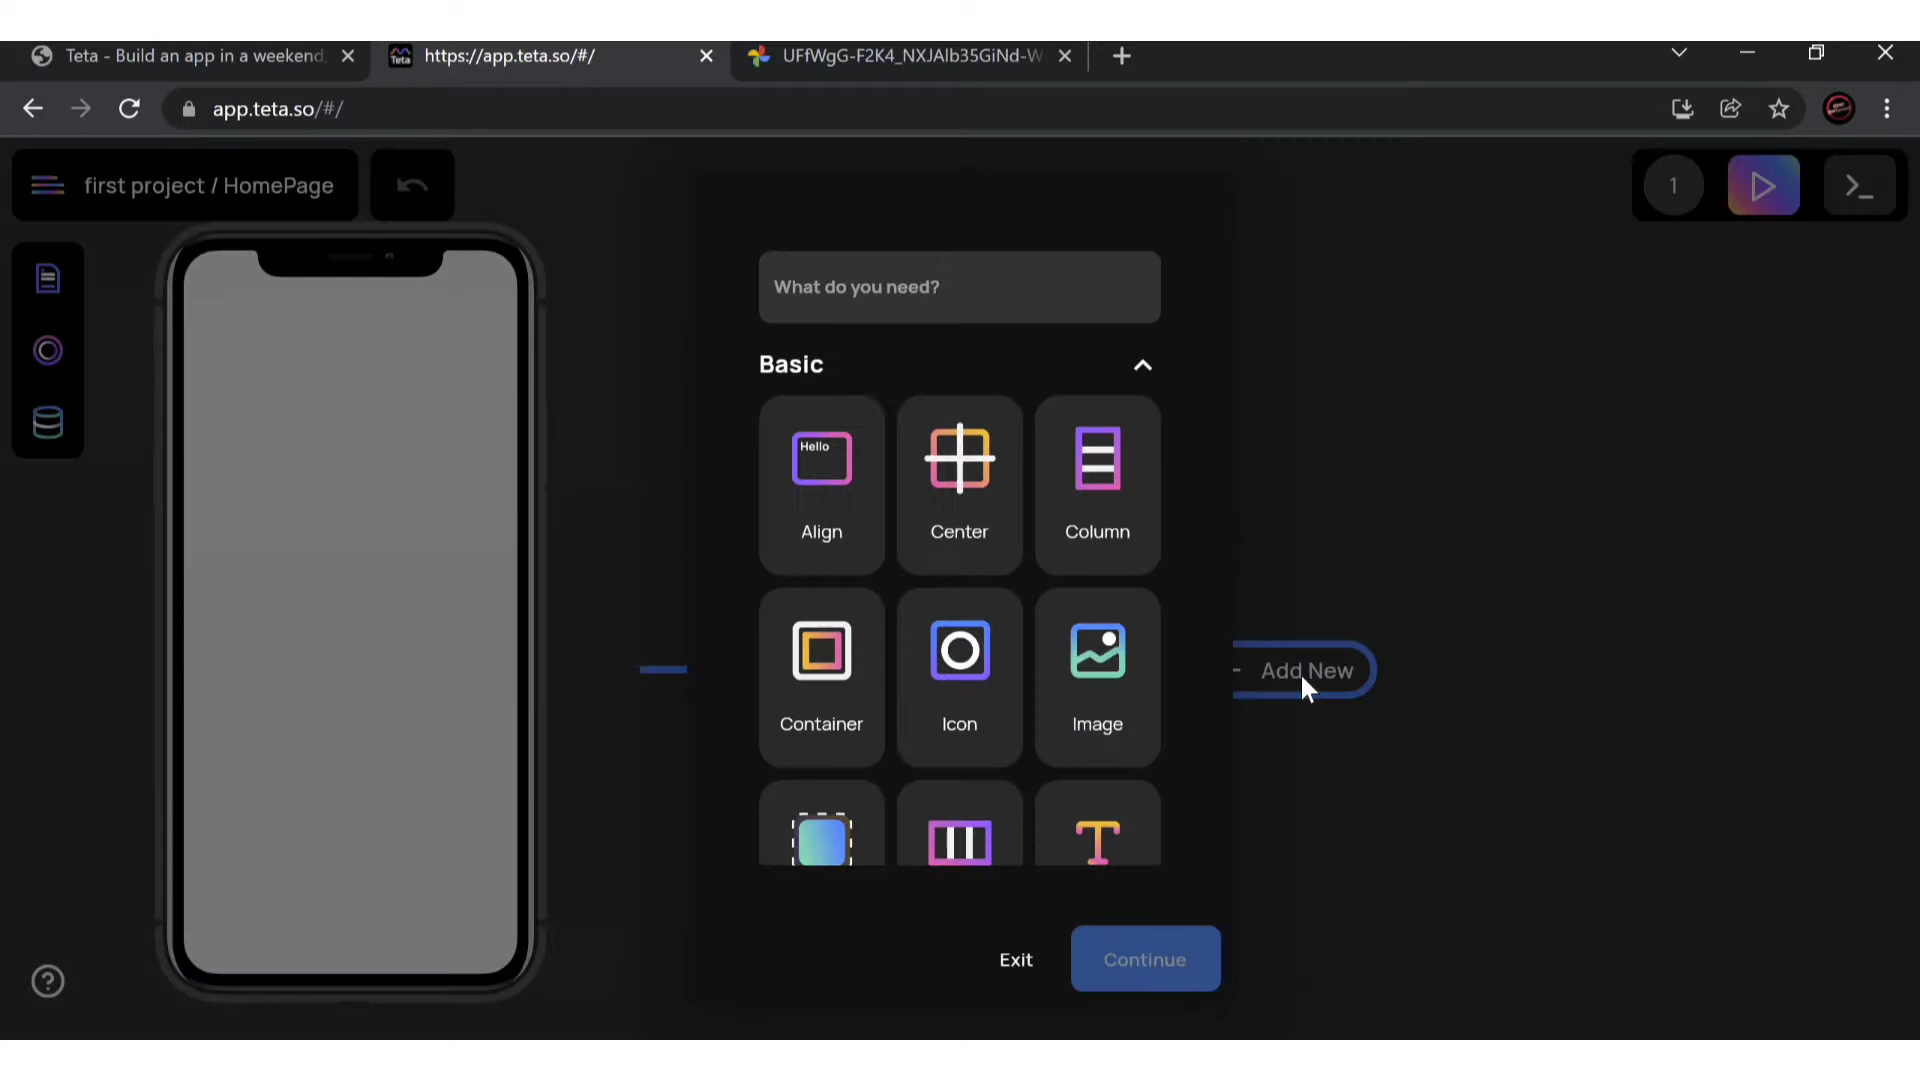 Teta - Build an app in a weekend,
https://app.teta.so/#/
UFfWgG-F2K4_NXJAlb35GiNd-W
app.teta.so/#/
first project / HomePage
1
What do you need?
Basic
Hello
Align
Center
Column
Container
Icon
Image
Add New
Exit
Continue